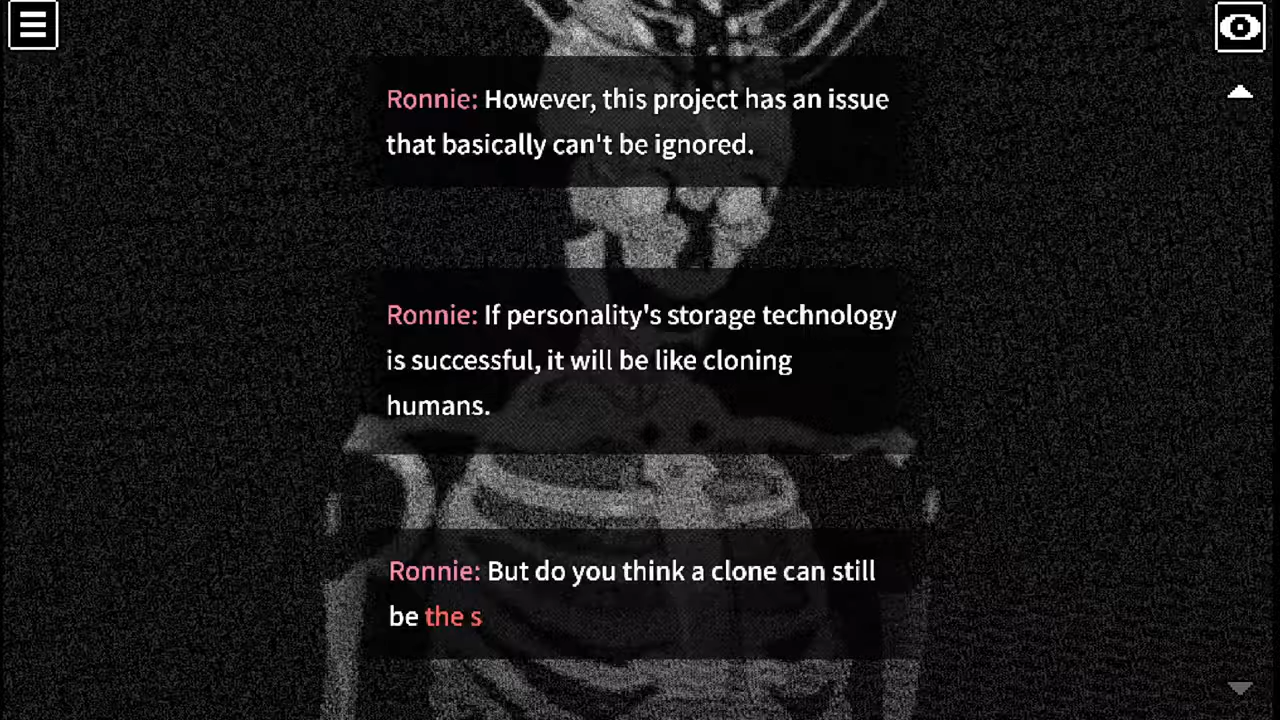 Ronnie: However, this project has an issue
that basically can't be ignored.
Ronnie: If personality's storage technology
is successful, it will be like cloning
humans.
Ronnie: But do you think a clone can still
be the s